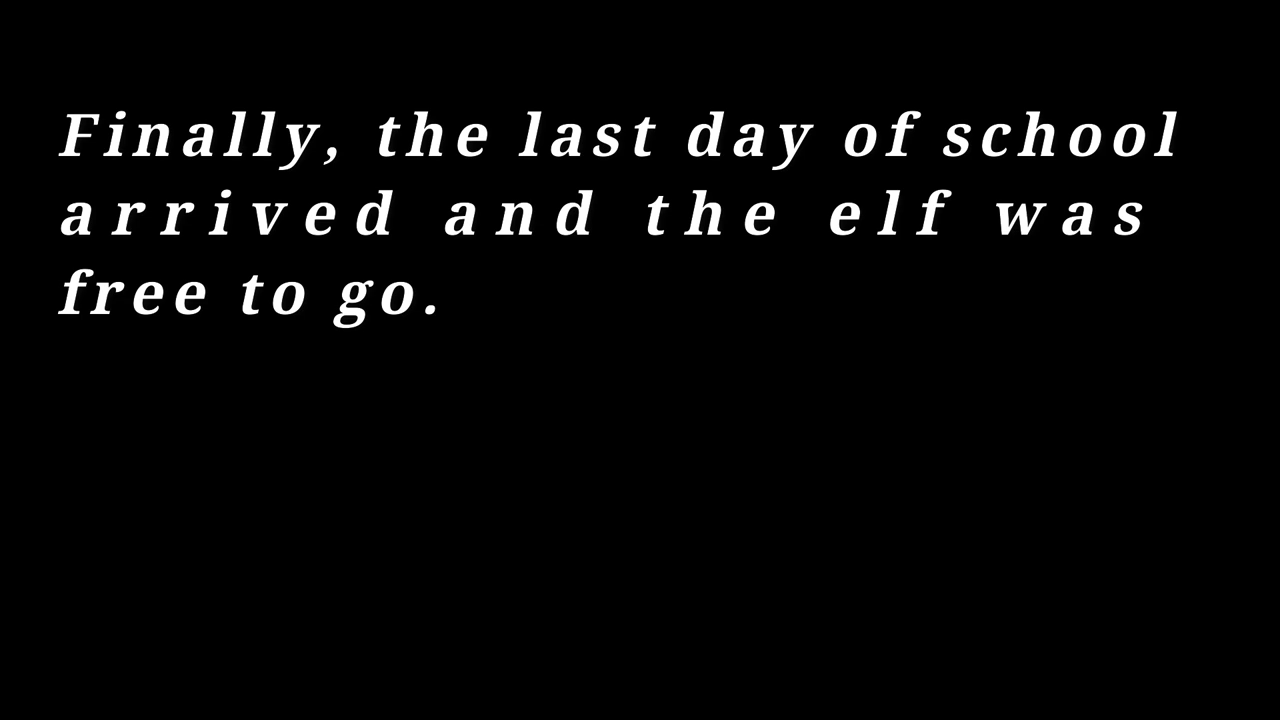 Finally, the last day of school
arrived and the elf was
free to go.